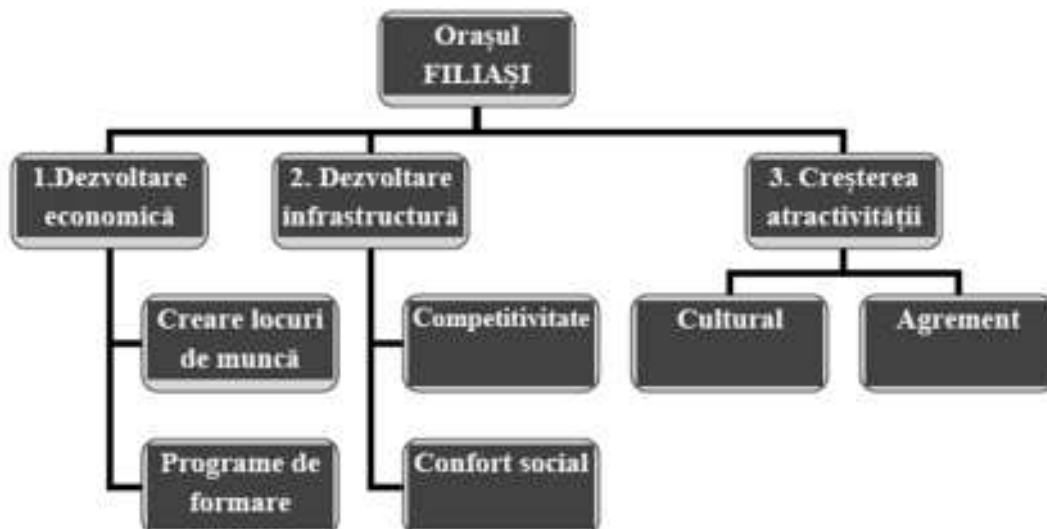 Orașul
FILIAȘI
1.Dezvoltare
economică
2. Dezvoltare
infrastructură
3. Creșterea
atractivității
Creare locuri
de muncă
Competitivitate
Cultural
Agrement
Programe de
formare
Confort social